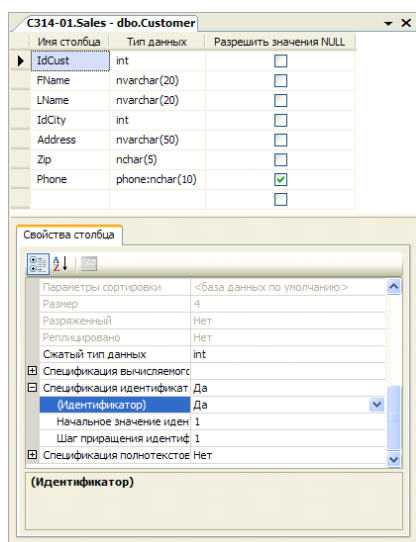 C314-01.Sales - dbo.Customer
Имя столбца Тип данных Разрешить значения NULL
IdCust int
FName nvarchar(20)
LName nvarchar(20)
IdCity int
Address nvarchar(50)
Zip nchar(5)
Phone phone:nchar(10)
Свойства столбца
Параметры сортировки <база данных по умолчанию>
Размер 4
Разряженный Нет
Реплицировано Нет
Сжатый тип данных int
Спецификация вычисляемого
Спецификация идентификат Да
(Идентификатор) Да
Начальное значение иден 1
Шаг приращения идентиф 1
Спецификация полнотекстов Нет
(Идентификатор)